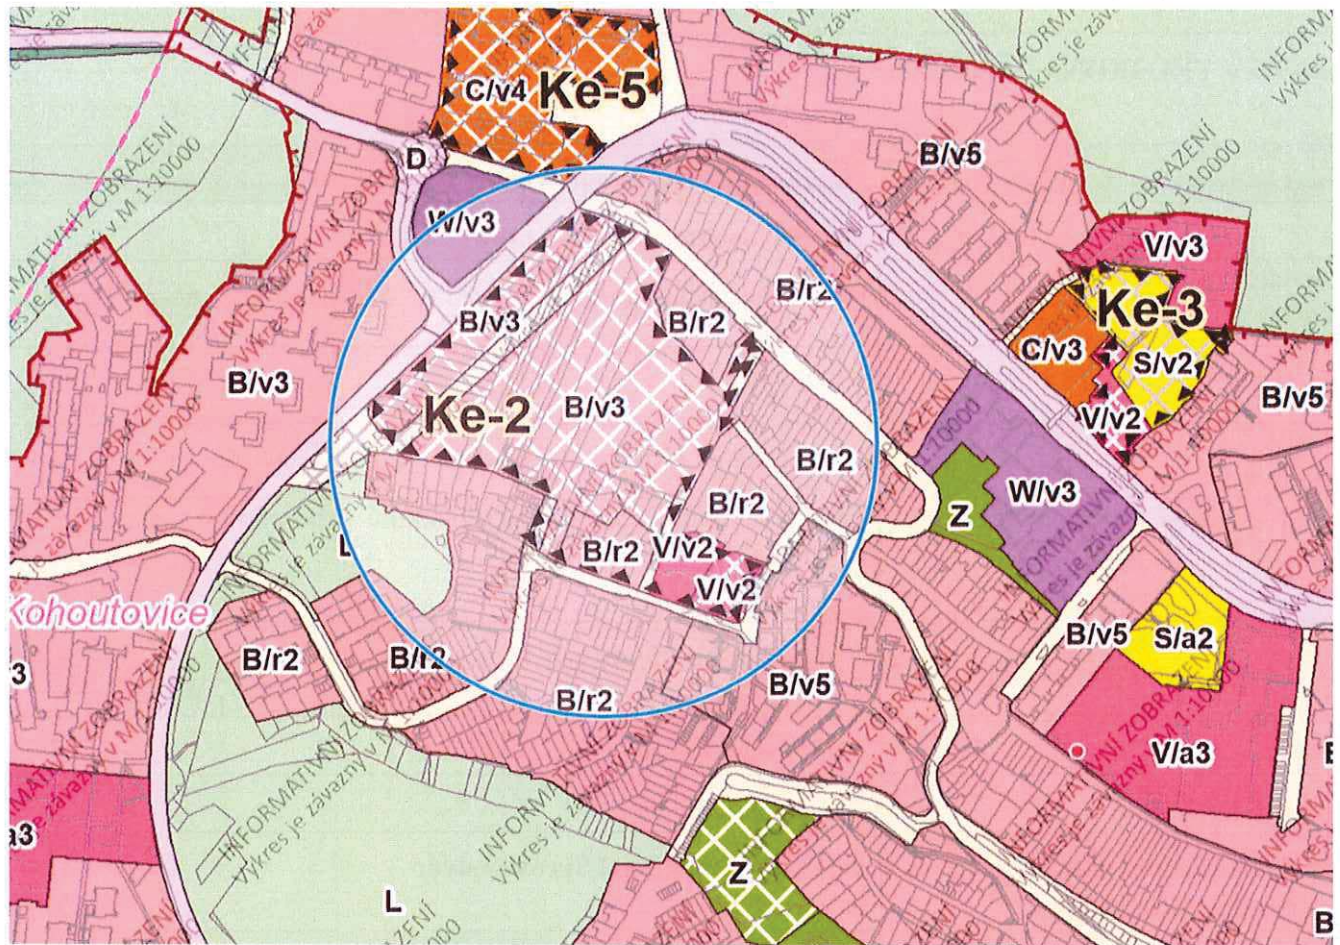 C/v4
Ke-5
D
B/v5
W/v3
V/v3
B/r2
Ke-3
B/v3
B/r2
C/v3
S/v2
B/v3
Ke-2
B/v3
V/v2
B/v5
B/r2
W/v3
Z
B/r2
B/r2
V/v2
V/v2
L
Kohoutovice
B/r2
B/r2
B/v5
S/a2
3
B/r2
B/v5
V/a3
a3
Z
L
B
INFORMATIVNÍ ZOBRAZENÍ
Výkres je závazný v M 1:10000